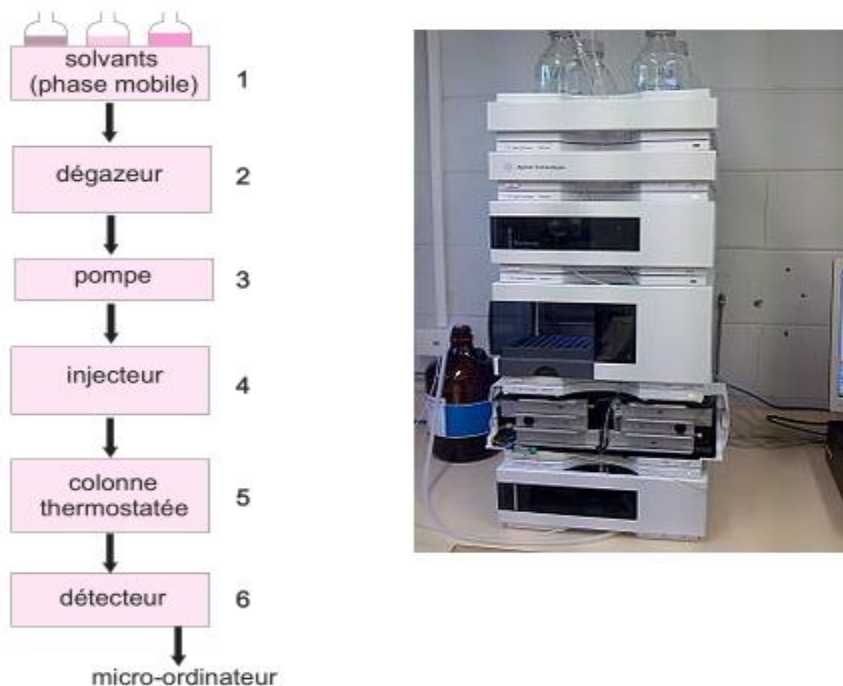 solvants
(phase mobile)
1
dégazeur
2
pompe
3
injecteur
4
colonne
thermostatée
5
détecteur
6
micro-ordinateur